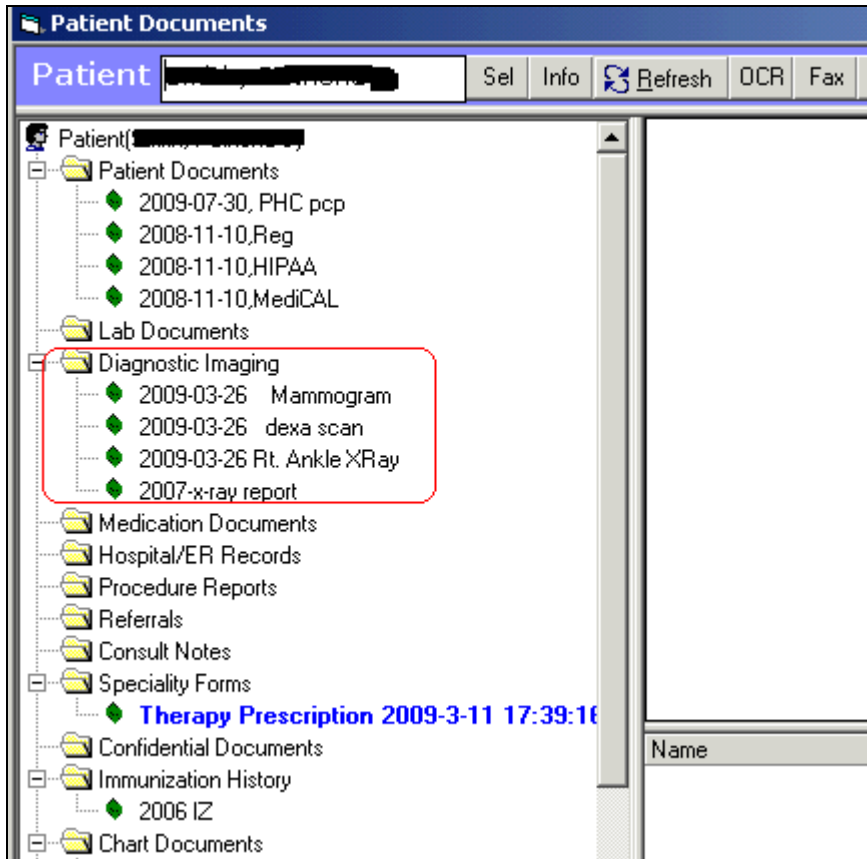 Patient Documents
Patient Sel Info Refresh OCR Fax
Patient(
Patient Documents
2009-07-30, PHC pcp
2008-11-10,Reg
2008-11-10,HIPAA
2008-11-10,MediCAL
Lab Documents
Diagnostic Imaging
2009-03-26 Mammogram
2009-03-26 dexa scan
2009-03-26 Rt. Ankle XRay
2007-x-ray report
Medication Documents
Hospital/ER Records
Procedure Reports
Referrals
Consult Notes
Speciality Forms
Therapy Prescription 2009-3-11 17:39:16
Confidential Documents
Name
Immunization History
2006 IZ
Chart Documents